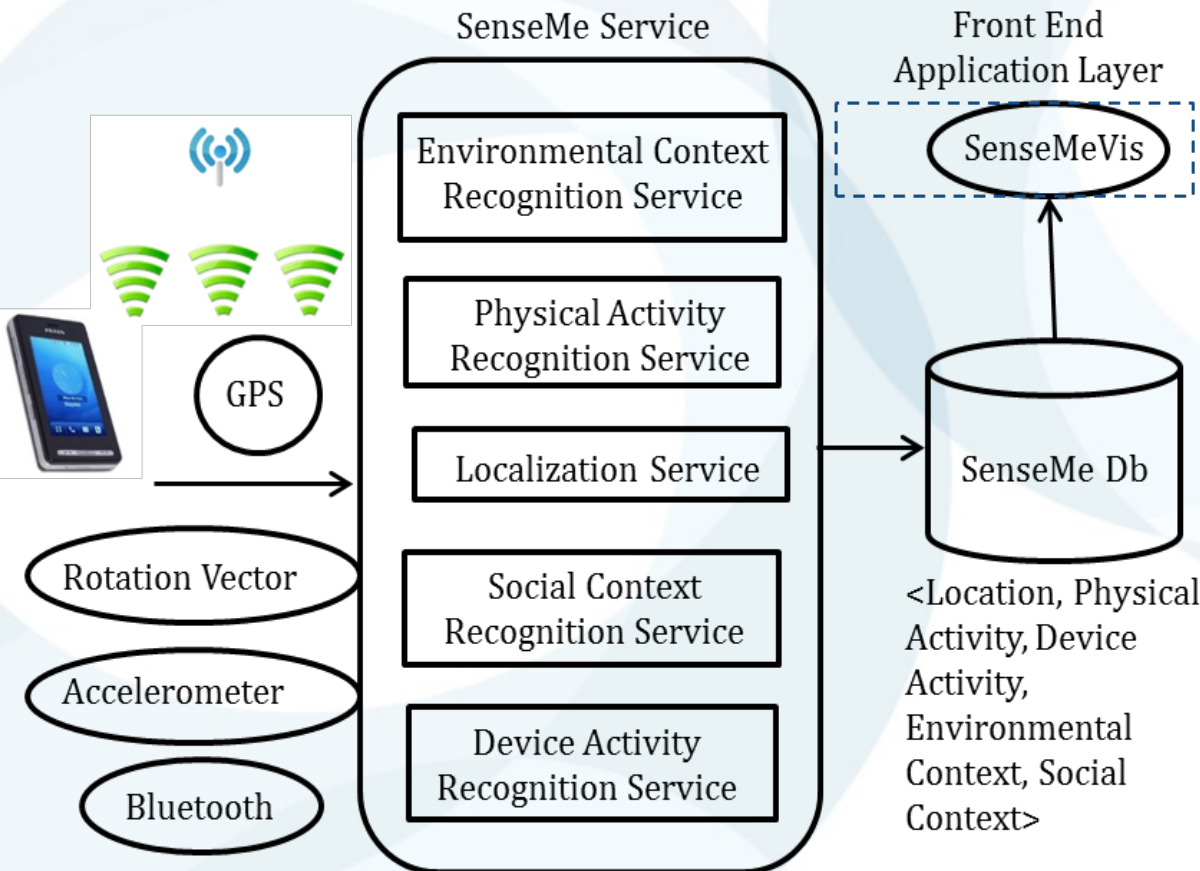 SenseMe Service
Environmental Context
Recognition Service
Physical Activity
Recognition Service
Localization Service
Social Context
Recognition Service
Device Activity
Recognition Service
GPS
Rotation Vector
Accelerometer
Bluetooth
Front End
Application Layer
SenseMeVis
SenseMe Db
<Location, Physical
Activity, Device
Activity,
Environmental
Context, Social
Context>